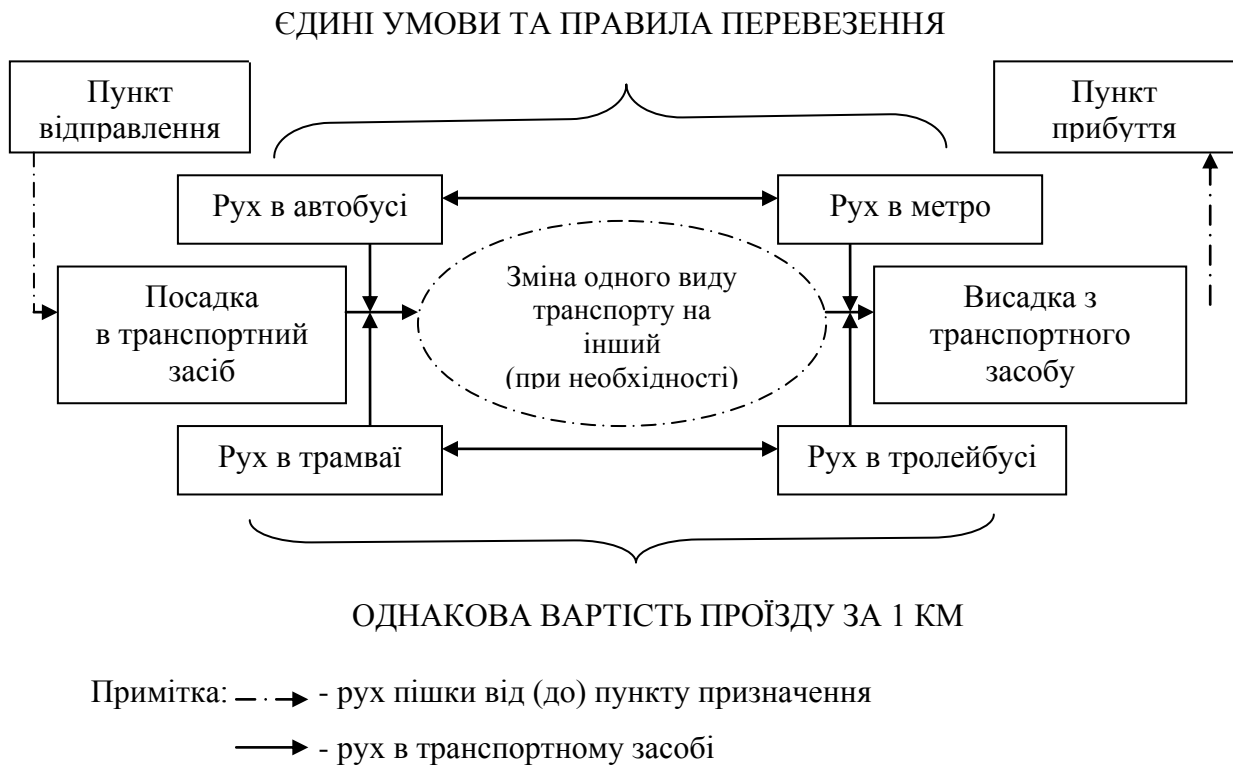 ЄДИНІ УМОВИ ТА ПРАВИЛА ПЕРЕВЕЗЕННЯ
Пункт
відправлення
Пункт
прибуття
Рух в автобусі
Рух в метро
Посадка
в транспортний
засіб
Зміна одного виду
транспорту на
інший
(при необхідності)
Висадка з
транспортного
засобу
Рух в трамваї
Рух в тролейбусі
ОДНАКОВА ВАРТІСТЬ ПРОЇЗДУ ЗА 1 КМ
Примітка: - рух пішки від (до) пункту призначення
- рух в транспортному засобі